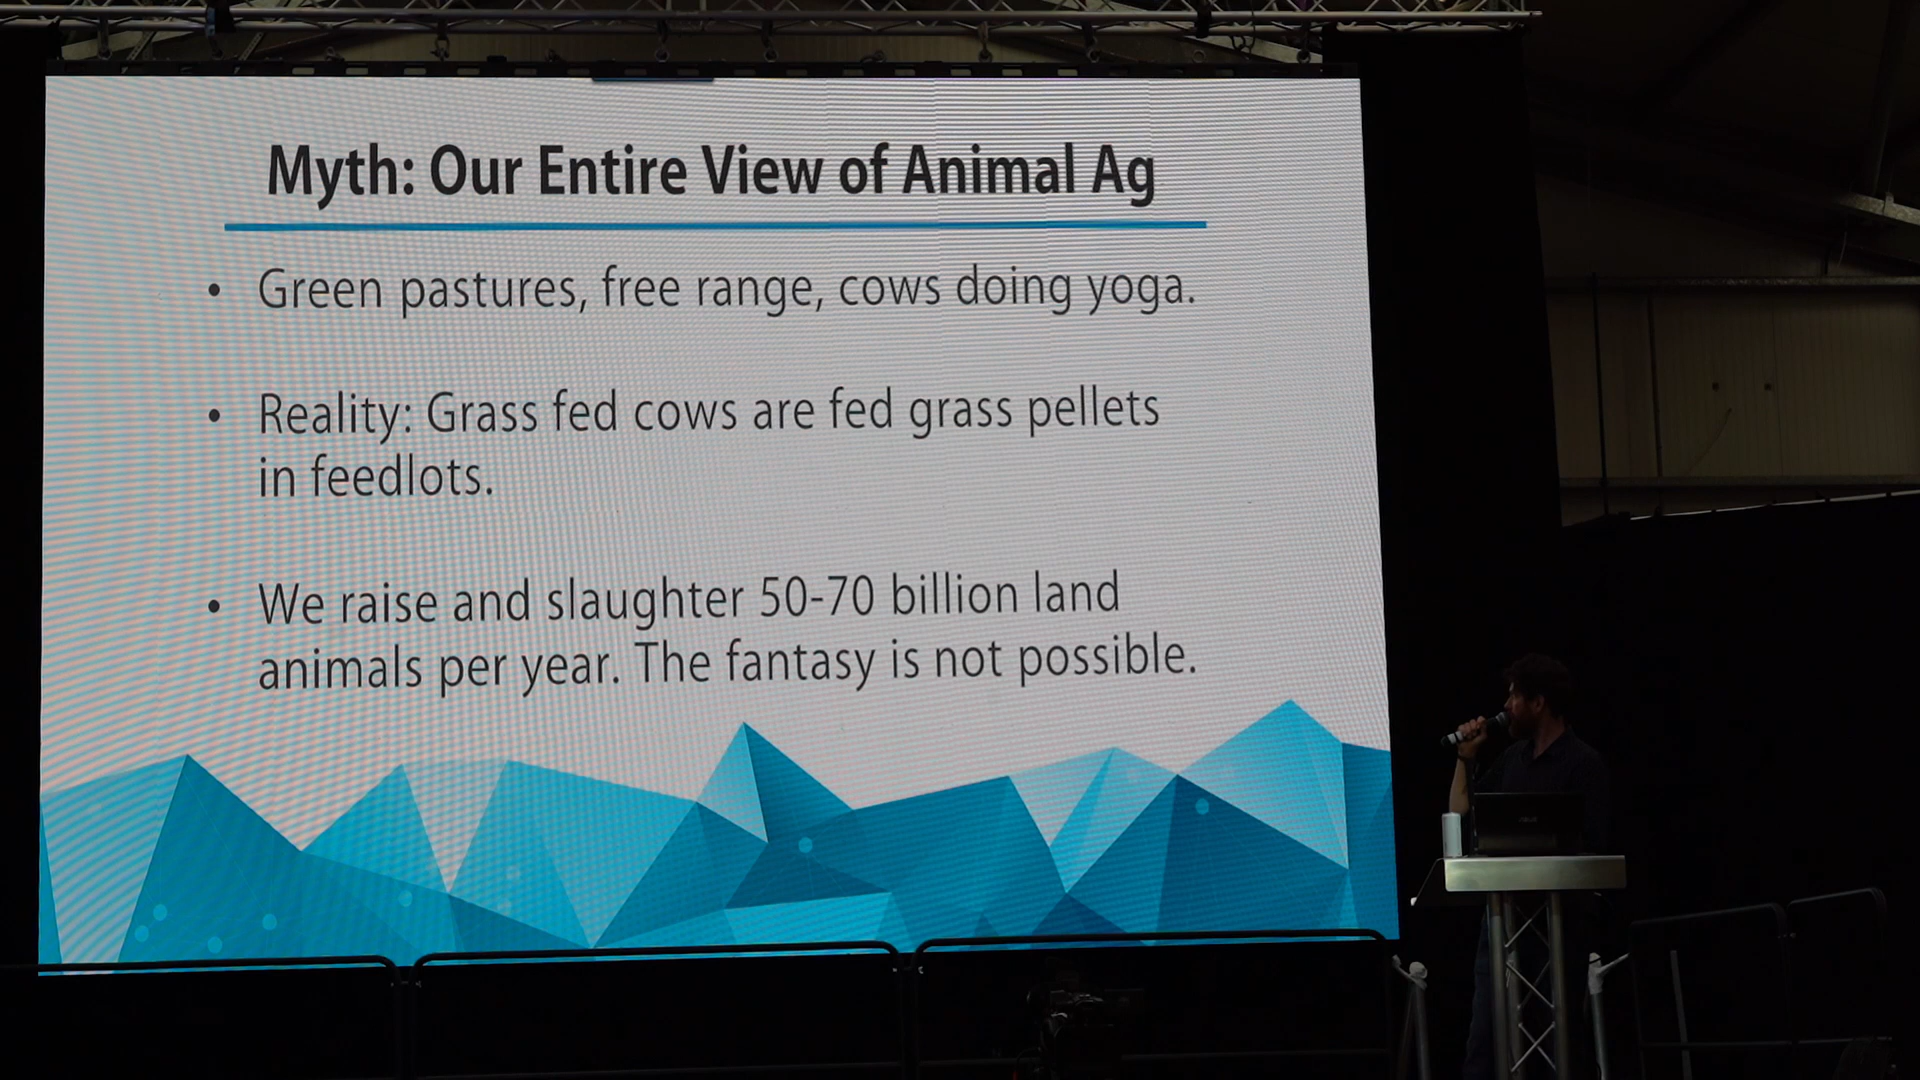 Myth: Our Entire View of Animal Ag
• Green pastures, free range, cows doing yoga.
• Reality: Grass fed cows are fed grass pellets
in feedlots.
• We raise and slaughter 50-70 billion land
animals per year. The fantasy is not possible.